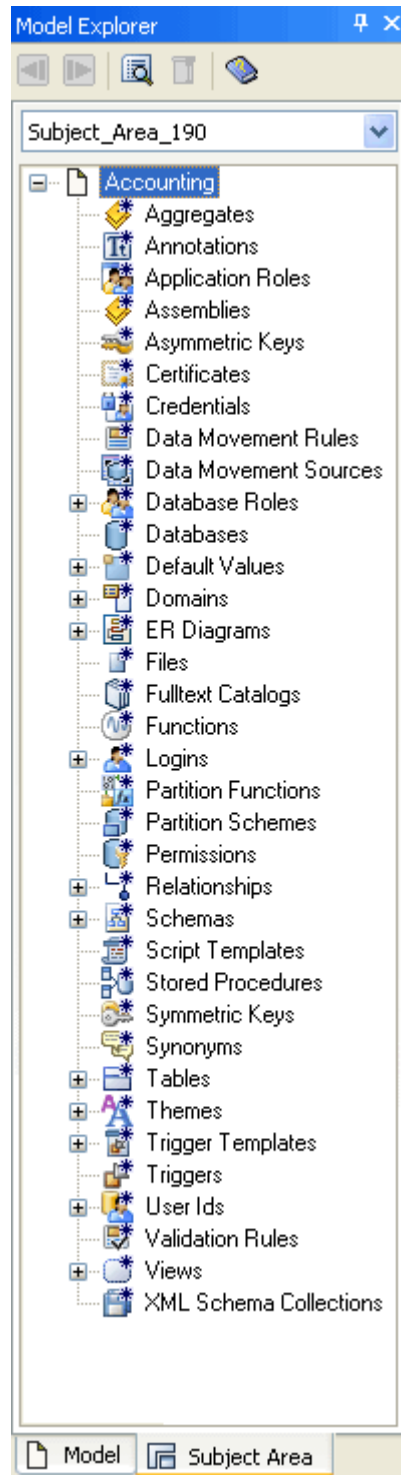 Model Explorer
Subject_Area_190
Accounting
Aggregates
Annotations
Application Roles
Assemblies
Asymmetric Keys
Certificates
Credentials
Data Movement Rules
Data Movement Sources
Database Roles
Databases
Default Values
Domains
ER Diagrams
Files
Fulltext Catalogs
Functions
Logins
Partition Functions
Partition Schemes
Permissions
Relationships
Schemas
Script Templates
Stored Procedures
Symmetric Keys
Synonyms
Tables
Themes
Trigger Templates
Triggers
User Ids
Validation Rules
Views
XML Schema Collections
Model Subject Area